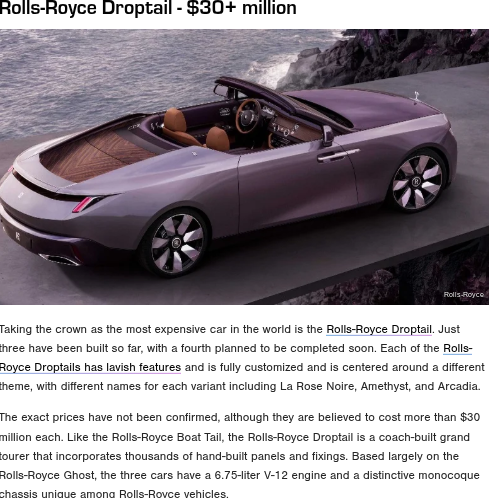 Rolls-Royce Droptail - $30+ million
Rolls-Royce
Taking the crown as the most expensive car in the world is the Rolls-Royce Droptail. Just
three have been built so far, with a fourth planned to be completed soon. Each of the Rolls-
Royce Droptails has lavish features and is fully customized and is centered around a different
theme, with different names for each variant including La Rose Noire, Amethyst, and Arcadia.
The exact prices have not been confirmed, although they are believed to cost more than $30
million each. Like the Rolls-Royce Boat Tail, the Rolls-Royce Droptail is a coach-built grand
tourer that incorporates thousands of hand-built panels and fixings. Based largely on the
Rolls-Royce Ghost, the three cars have a 6.75-liter V-12 engine and a distinctive monocoque
chassis unique among Rolls-Royce vehicles.